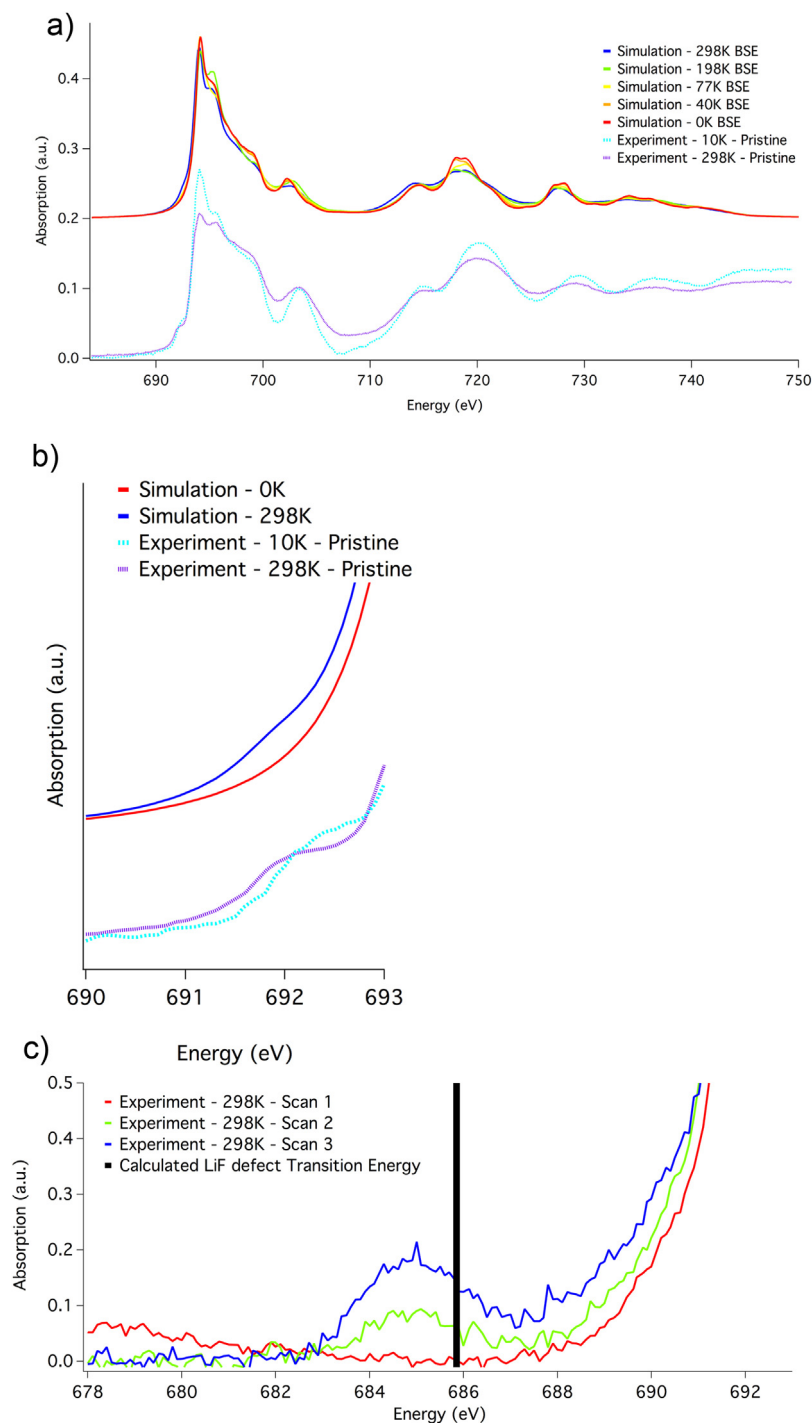 a)
Simulation - 298K BSE
Simulation - 198K BSE
Simulation - 77K BSE
Simulation - 40K BSE
Simulation - 0K BSE
Experiment - 10K - Pristine
Experiment - 298K - Pristine
Absorption (a.u.)
0.4
0.3
0.2
0.1
0.0
690
700
710
720
730
740
750
Energy (eV)
b)
Simulation - 0K
Simulation - 298K
Experiment - 10K - Pristine
Experiment - 298K - Pristine
Absorption (a.u.)
690
691
692
693
Energy (eV)
c)
Experiment - 298K - Scan 1
Experiment - 298K - Scan 2
Experiment - 298K - Scan 3
Calculated LiF defect Transition Energy
Absorption (a.u.)
0.5
0.4
0.3
0.2
0.1
0.0
678
680
682
684
686
688
690
692
Energy (eV)